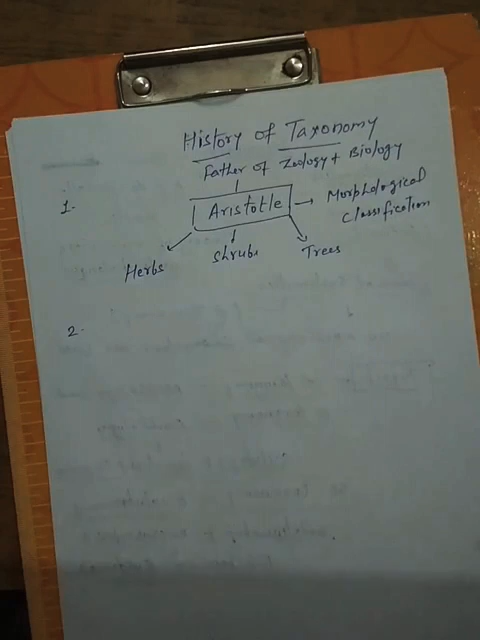 History of Taxonomy
Father of Zoology + Biology
1.
Aristotle
Morphological
Classification
Herbs
Shrubs
Trees
2.